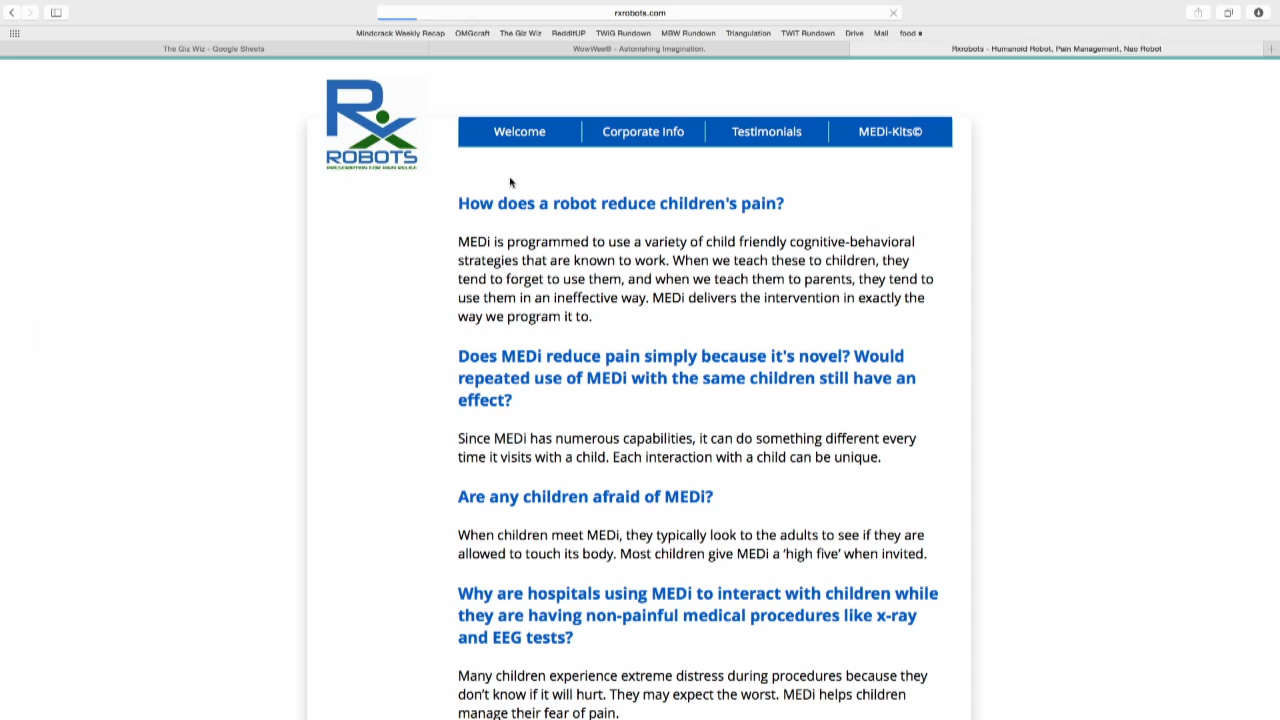 rxrobots.com
Mindcrack Weekly Recap OMGcraft The Giz Wiz RedditUP TWiG Rundown MBW Rundown Triangulation TWiT Rundown Drive Mail food
The Giz Wiz - Google Sheets WowWee® - Astonishing Imagination. Rxrobots - Humanoid Robot, Pain Management, Nao Robot
RX
ROBOTS
PRESCRIPTION FOR PAIN RELIEF
Welcome Corporate Info Testimonials MEDi-Kits©
How does a robot reduce children's pain?
MEDi is programmed to use a variety of child friendly cognitive-behavioral
strategies that are known to work. When we teach these to children, they
tend to forget to use them, and when we teach them to parents, they tend to
use them in an ineffective way. MEDi delivers the intervention in exactly the
way we program it to.
Does MEDi reduce pain simply because it's novel? Would
repeated use of MEDi with the same children still have an
effect?
Since MEDi has numerous capabilities, it can do something different every
time it visits with a child. Each interaction with a child can be unique.
Are any children afraid of MEDi?
When children meet MEDi, they typically look to the adults to see if they are
allowed to touch its body. Most children give MEDi a ‘high five’ when invited.
Why are hospitals using MEDi to interact with children while
they are having non-painful medical procedures like x-ray
and EEG tests?
Many children experience extreme distress during procedures because they
don’t know if it will hurt. They may expect the worst. MEDi helps children
manage their fear of pain.